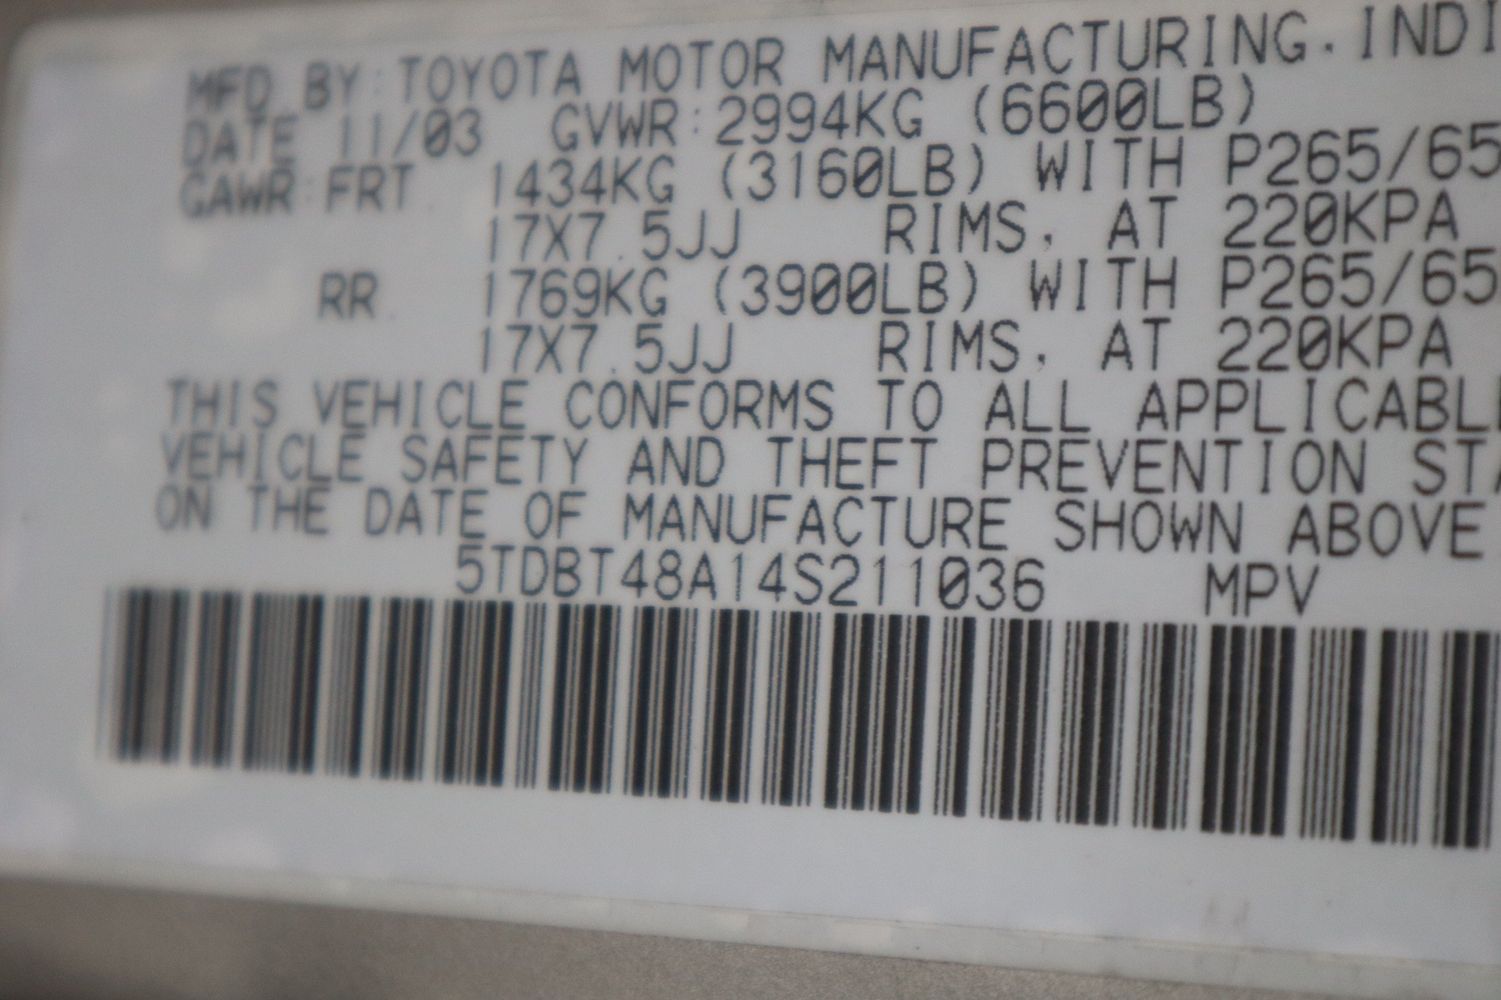 MFD BY:TOYOTA MOTOR MANUFACTURING.INDI
DATE 11/03 GVWR:2994KG (6600LB)
GAWR:FRT. 1434KG (3160LB) WITH P265/65
17X7.5JJ RIMS, AT 220KPA
RR. 1769KG (3900LB) WITH P265/65
17X7.5JJ RIMS, AT 220KPA
THIS VEHICLE CONFORMS TO ALL APPLICABL
VEHICLE SAFETY AND THEFT PREVENTION STA
ON THE DATE OF MANUFACTURE SHOWN ABOVE
5TDBT48A14S211036 MPV